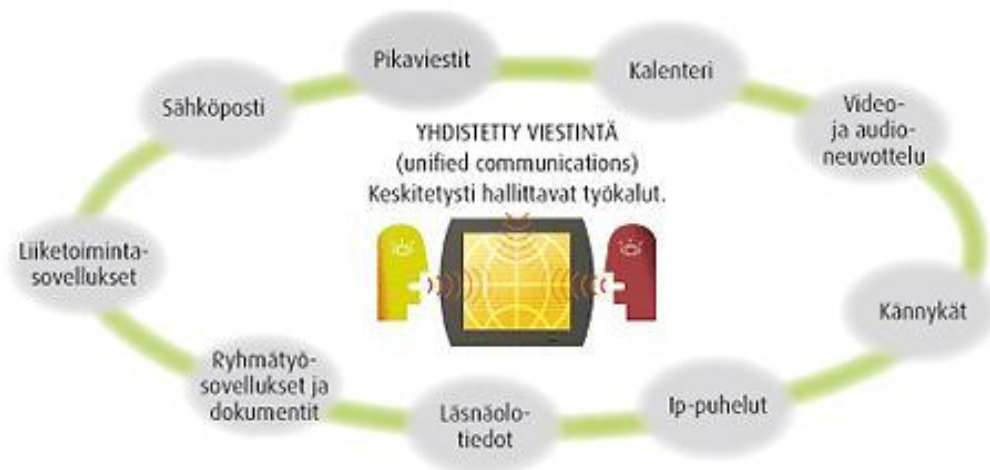 Pikaviestit
Kalenteri
Sähköposti
Video-
ja audio-
neuvottelu
YHDISTETTY VIESTINTÄ
(unified communications)
Keskitetysti hallittavat työkalut.
Liiketoiminta-
sovellukset
Kännykät
Ryhmätyö-
sovellukset ja
dokumentit
Läsnäolo-
tiedot
Ip-puhelut